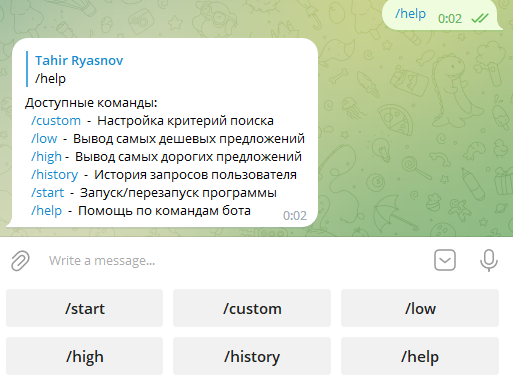 /help 0:02
Tahir Ryasnov
/help
Доступные команды:
/custom - Настройка критерий поиска
/low - Вывод самых дешевых предложений
/high - Вывод самых дорогих предложений
/history - История запросов пользователя
/start - Запуск/перезапуск программы
/help - Помощь по командам бота
0:02
Write a message...
/start /custom /low
/high /history /help